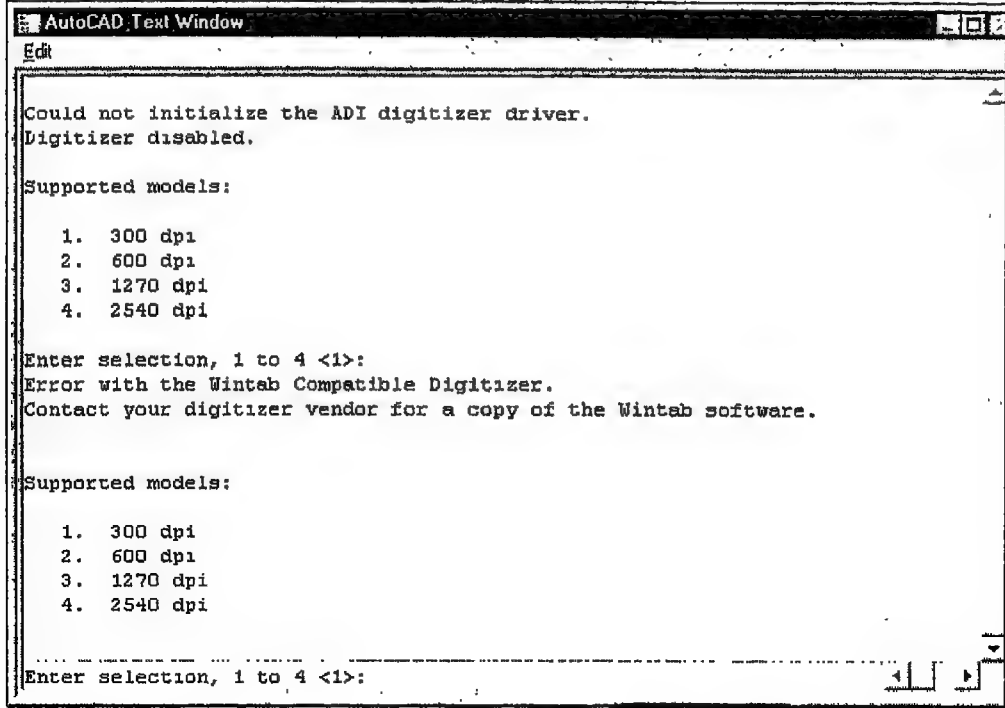 AutoCAD Text Window
Edit
Could not initialize the ADI digitizer driver.
Digitizer disabled.
Supported models:
1. 300 dpi
2. 600 dpi
3. 1270 dpi
4. 2540 dpi
Enter selection, 1 to 4 <1>:
Error with the Wintab Compatible Digitizer.
Contact your digitizer vendor for a copy of the Wintab software.
Supported models:
1. 300 dpi
2. 600 dpi
3. 1270 dpi
4. 2540 dpi
Enter selection, 1 to 4 <1>: